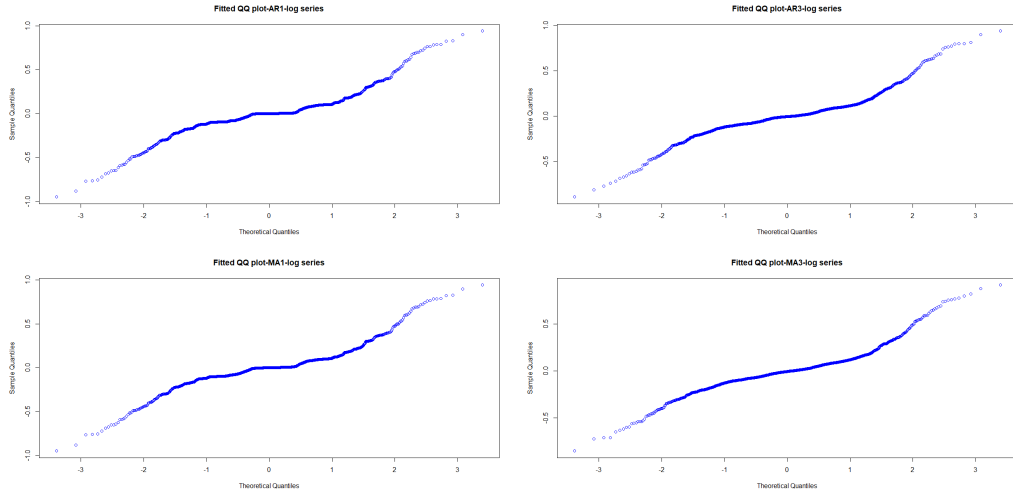 Fitted QQ plot-AR1-log series
Sample Quantiles
1.0
0.5
0.0
-0.5
-1.0
-3 -2 -1 0 1 2 3
Theoretical Quantiles
Fitted QQ plot-AR3-log series
Sample Quantiles
1.0
0.5
0.0
-0.5
-3 -2 -1 0 1 2 3
Theoretical Quantiles
Fitted QQ plot-MA1-log series
Sample Quantiles
1.0
0.5
0.0
-0.5
-1.0
-3 -2 -1 0 1 2 3
Theoretical Quantiles
Fitted QQ plot-MA3-log series
Sample Quantiles
0.5
0.0
-0.5
-3 -2 -1 0 1 2 3
Theoretical Quantiles